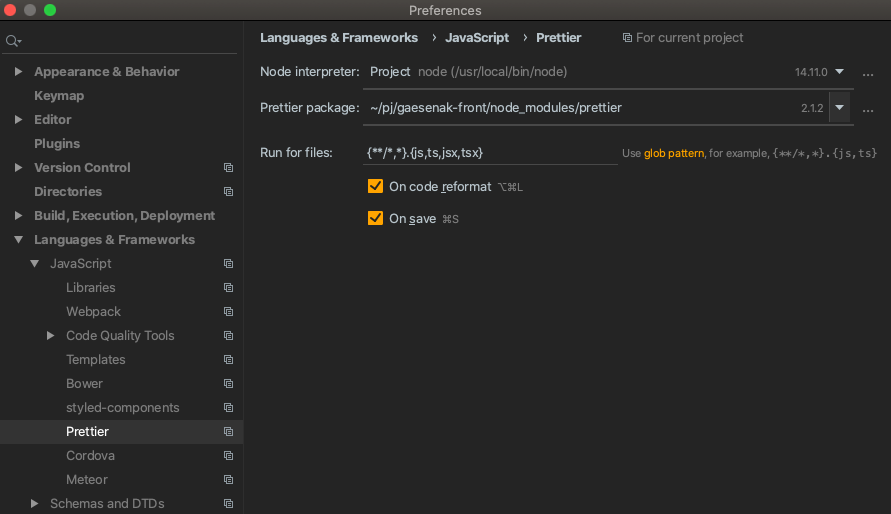 Preferences
Languages & Frameworks › JavaScript › Prettier For current project
Node interpreter: Project node (/usr/local/bin/node) 14.11.0 ...
Prettier package: ~/pj/gaesenak-front/node_modules/prettier 2.1.2 ...
Run for files: {**/*,*}.{js,ts,jsx,tsx} Use glob pattern, for example, {**/*,*}.{js,ts}
On code reformat ⌥⌘L
On save ⌘S
Appearance & Behavior
Keymap
Editor
Plugins
Version Control
Directories
Build, Execution, Deployment
Languages & Frameworks
JavaScript
Libraries
Webpack
Code Quality Tools
Templates
Bower
styled-components
Prettier
Cordova
Meteor
Schemas and DTDs